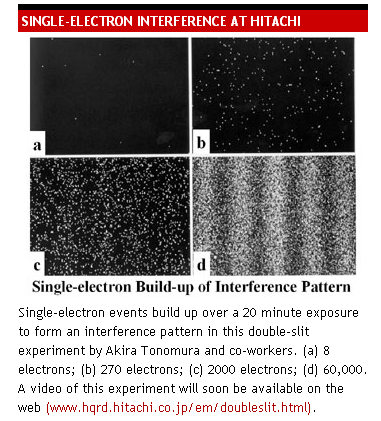 SINGLE-ELECTRON INTERFERENCE AT HITACHI
a
b
c
d
Single-electron Build-up of Interference Pattern
Single-electron events build up over a 20 minute exposure
to form an interference pattern in this double-slit
experiment by Akira Tonomura and co-workers. (a) 8
electrons; (b) 270 electrons; (c) 2000 electrons; (d) 60,000.
A video of this experiment will soon be available on the
web (www.hqrd.hitachi.co.jp/em/doubleslit.html).